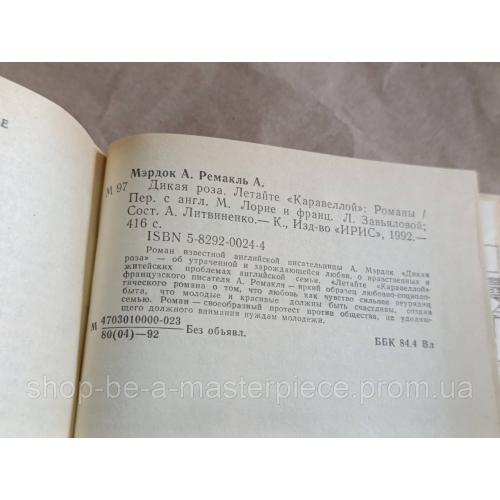 Е
Мэрдок А. Ремакль А.
М 97
Дикая роза. Летайте «Каравеллой»: Романы /
Пер. с англ. М. Лорие и франц. Л. Завьяловой;
Сост. А. Литвиненко.— К., Изд-во «ИРИС», 1992.—
416 с.
ISBN 5-8292-0024-4
Роман известной английской писательницы А. Мэрдок «Дикая
роза» — об утраченной и зарождающейся любви, о нравственных и
житейских проблемах английской семьи. «Летайте «Каравеллой»
французского писателя А. Ремакля — яркий образец любовно-социоло-
гического романа о том, что любовь как чувство сильнее неурядиц
быта, что молодые и красивые должны быть счастливы, создав
семью. Роман — своеобразный протест против общества, не уделяю-
щего должного внимания нуждам молодежи.
М 4703010000-023
80(04)—92
Без объявл.
ББК 84.4 Вл
shop-be-a-masterpiece.prom.ua